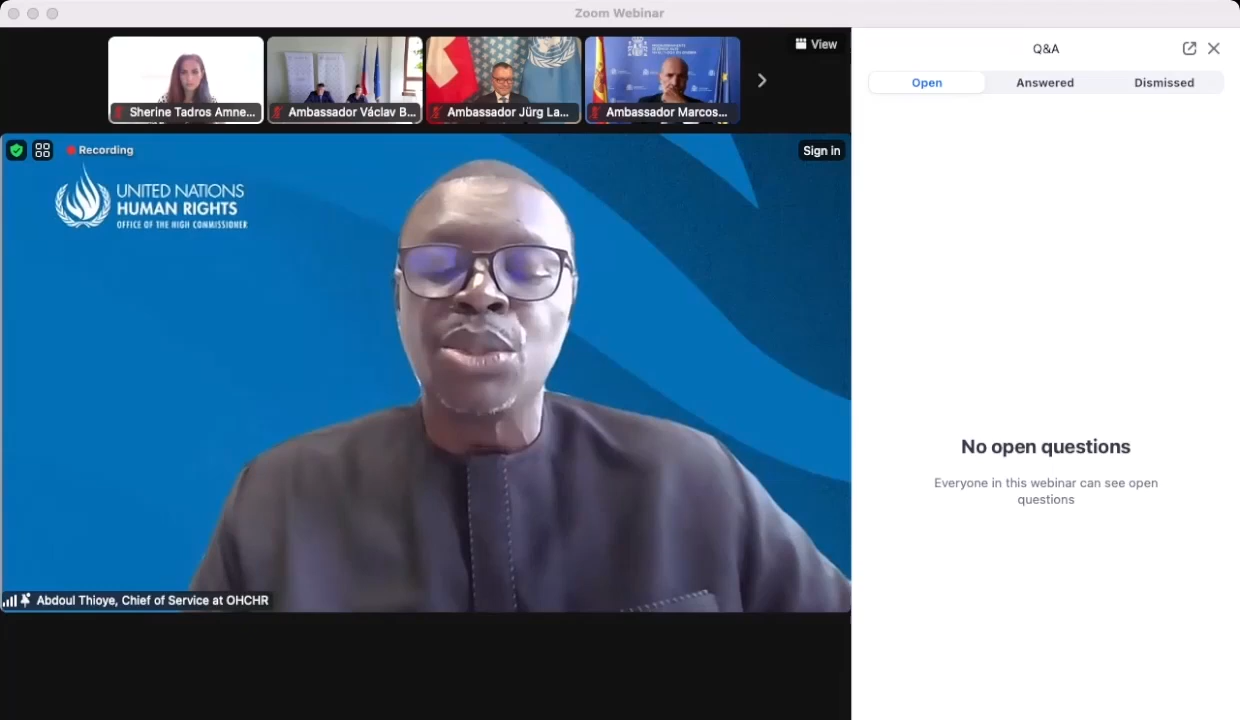 Zoom Webinar
View
Sherine Tadros Amne...
Ambassador Václav B...
Ambassador Jürg La...
Ambassador Marcos...
Recording
Sign in
UNITED NATIONS
HUMAN RIGHTS
OFFICE OF THE HIGH COMMISSIONER
Abdoul Thioye, Chief of Service at OHCHR
Q&A
Open
Answered
Dismissed
No open questions
Everyone in this webinar can see open
questions